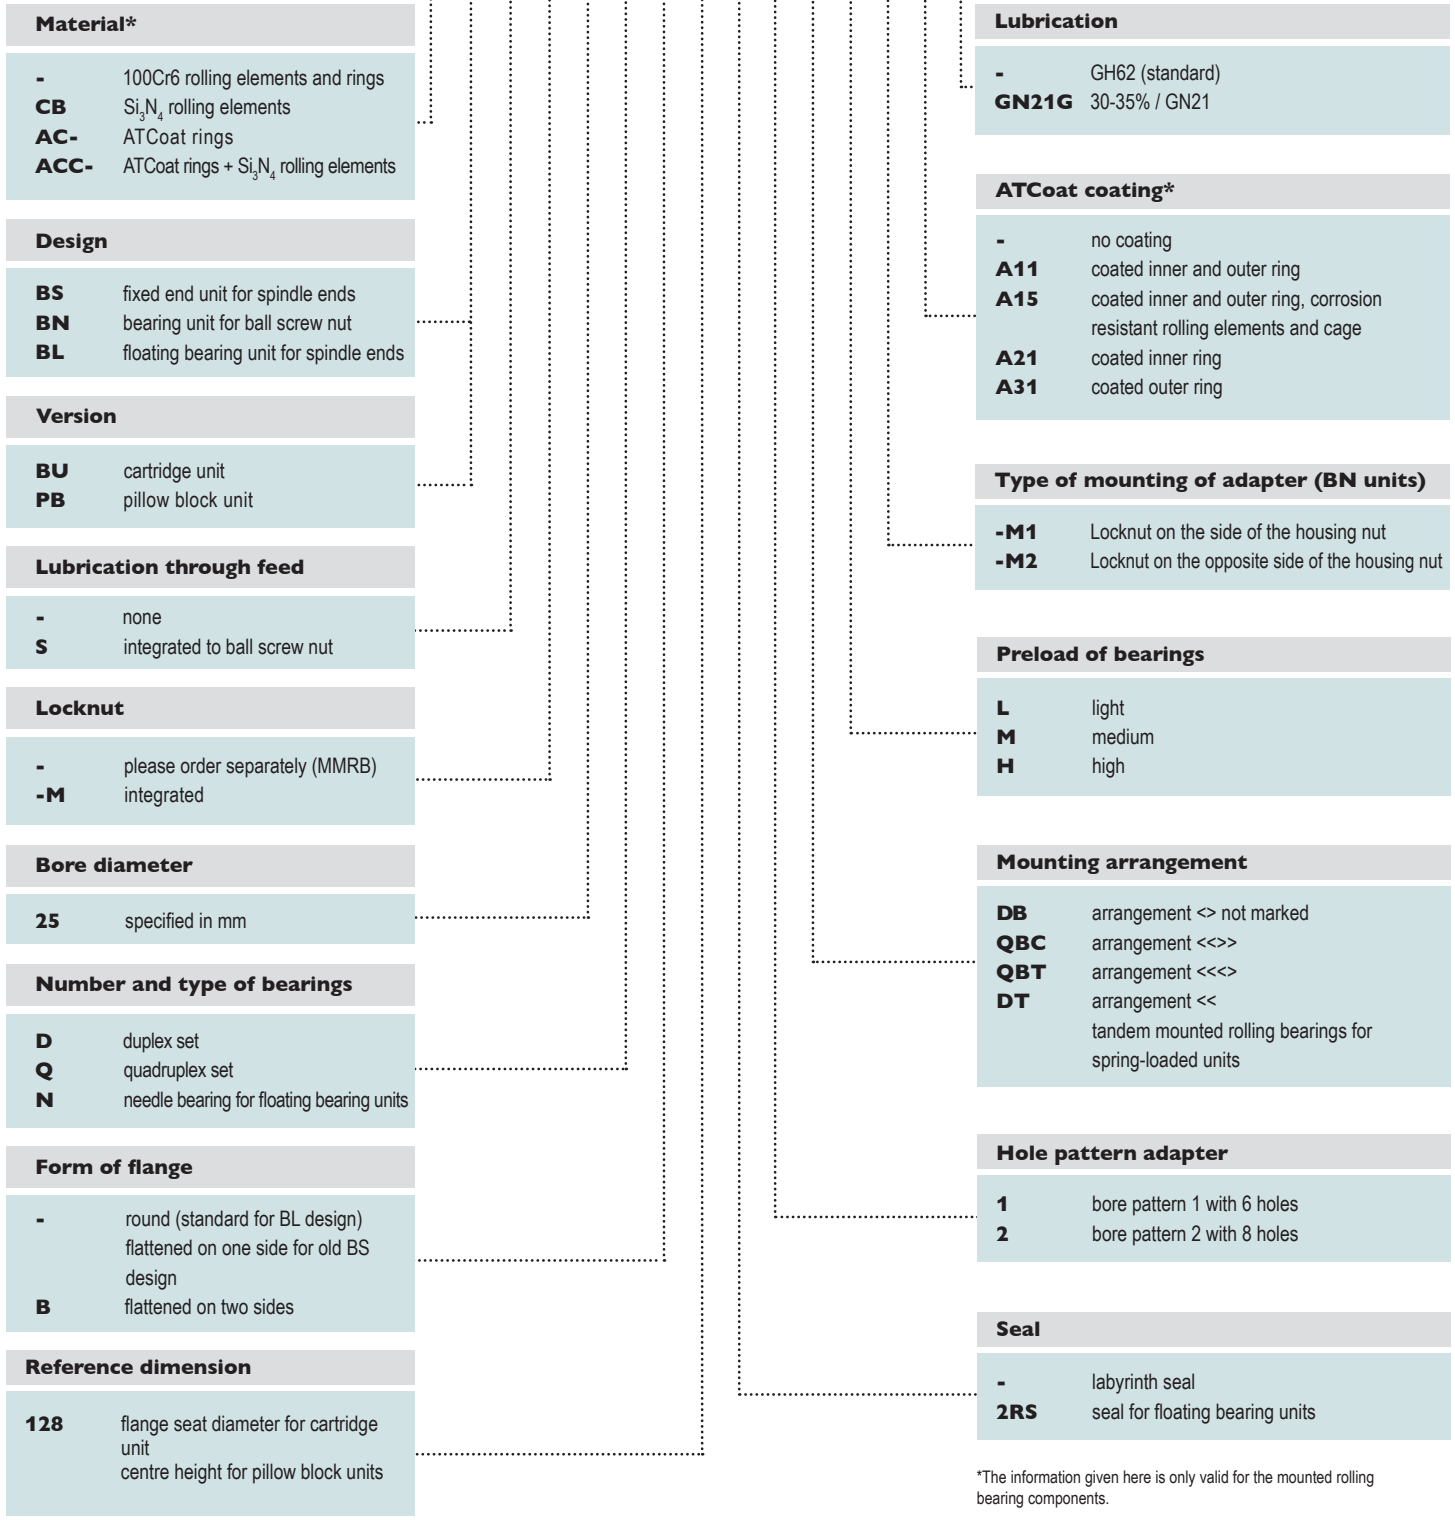 Material*
- 100Cr6 rolling elements and rings
CB Si3N4 rolling elements
AC- ATCoat rings
ACC- ATCoat rings + Si3N4 rolling elements
Design
BS fixed end unit for spindle ends
BN bearing unit for ball screw nut
BL floating bearing unit for spindle ends
Version
BU cartridge unit
PB pillow block unit
Lubrication through feed
- none
S integrated to ball screw nut
Locknut
- please order separately (MMRB)
-M integrated
Bore diameter
25 specified in mm
Number and type of bearings
D duplex set
Q quadruplex set
N needle bearing for floating bearing units
Form of flange
- round (standard for BL design)
flattened on one side for old BS
design
B flattened on two sides
Reference dimension
128 flange seat diameter for cartridge
unit
centre height for pillow block units
Lubrication
- GH62 (standard)
GN21G 30-35% / GN21
ATCoat coating*
- no coating
A11 coated inner and outer ring
A15 coated inner and outer ring, corrosion
resistant rolling elements and cage
A21 coated inner ring
A31 coated outer ring
Type of mounting of adapter (BN units)
-M1 Locknut on the side of the housing nut
-M2 Locknut on the opposite side of the housing nut
Preload of bearings
L light
M medium
H high
Mounting arrangement
DB arrangement <> not marked
QBC arrangement <<>>
QBT arrangement <<<>
DT arrangement <<
tandem mounted rolling bearings for
spring-loaded units
Hole pattern adapter
1 bore pattern 1 with 6 holes
2 bore pattern 2 with 8 holes
Seal
- labyrinth seal
2RS seal for floating bearing units
*The information given here is only valid for the mounted rolling
bearing components.